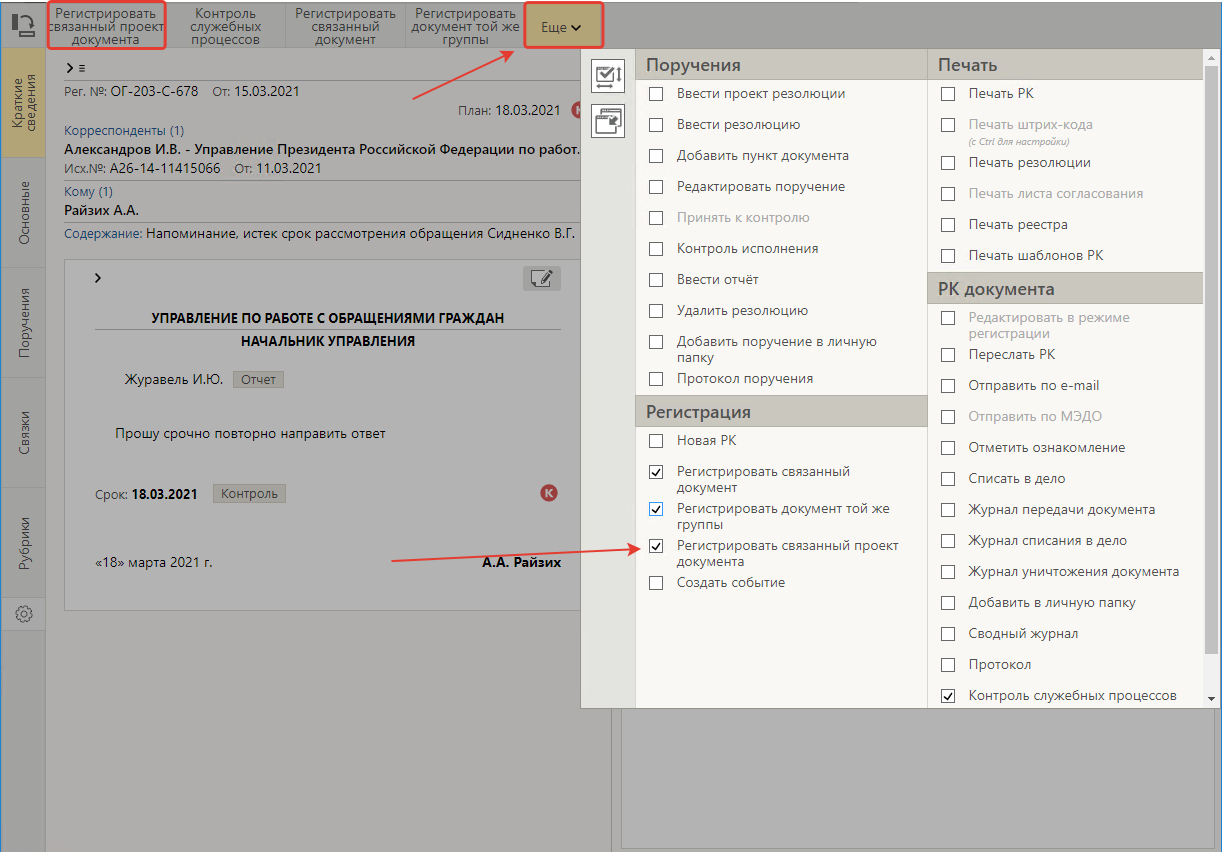 Регистрировать
связанный проект
документа
Контроль
служебных
процессов
Регистрировать
связанный
документ
Регистрировать
документ той же
группы
Еще
Краткие
сведения
Основные
Поручения
Связки
Рубрики
Рег. №: ОГ-203-С-678 От: 15.03.2021
План: 18.03.2021
К
Корреспонденты (1)
Александров И.В. - Управление Президента Российской Федерации по работ.
Исх.№: А26-14-11415066 От: 11.03.2021
Кому (1)
Райзих А.А.
Содержание: Напоминание, истек срок рассмотрения обращения Сидненко В.Г.
УПРАВЛЕНИЕ ПО РАБОТЕ С ОБРАЩЕНИЯМИ ГРАЖДАН
НАЧАЛЬНИК УПРАВЛЕНИЯ
Журавель И.Ю. Отчет
Прошу срочно повторно направить ответ
Срок: 18.03.2021 Контроль
К
«18» марта 2021 г. А.А. Райзих
Поручения
Ввести проект резолюции
Ввести резолюцию
Добавить пункт документа
Редактировать поручение
Принять к контролю
Контроль исполнения
Ввести отчёт
Удалить резолюцию
Добавить поручение в личную
папку
Протокол поручения
Регистрация
Новая РК
Регистрировать связанный
документ
Регистрировать документ той же
группы
Регистрировать связанный проект
документа
Создать событие
Печать
Печать РК
Печать штрих-кода
(с Ctrl для настройки)
Печать резолюции
Печать листа согласования
Печать реестра
Печать шаблонов РК
РК документа
Редактировать в режиме
регистрации
Переслать РК
Отправить по e-mail
Отправить по МЭДО
Отметить ознакомление
Списать в дело
Журнал передачи документа
Журнал списания в дело
Журнал уничтожения документа
Добавить в личную папку
Сводный журнал
Протокол
Контроль служебных процессов